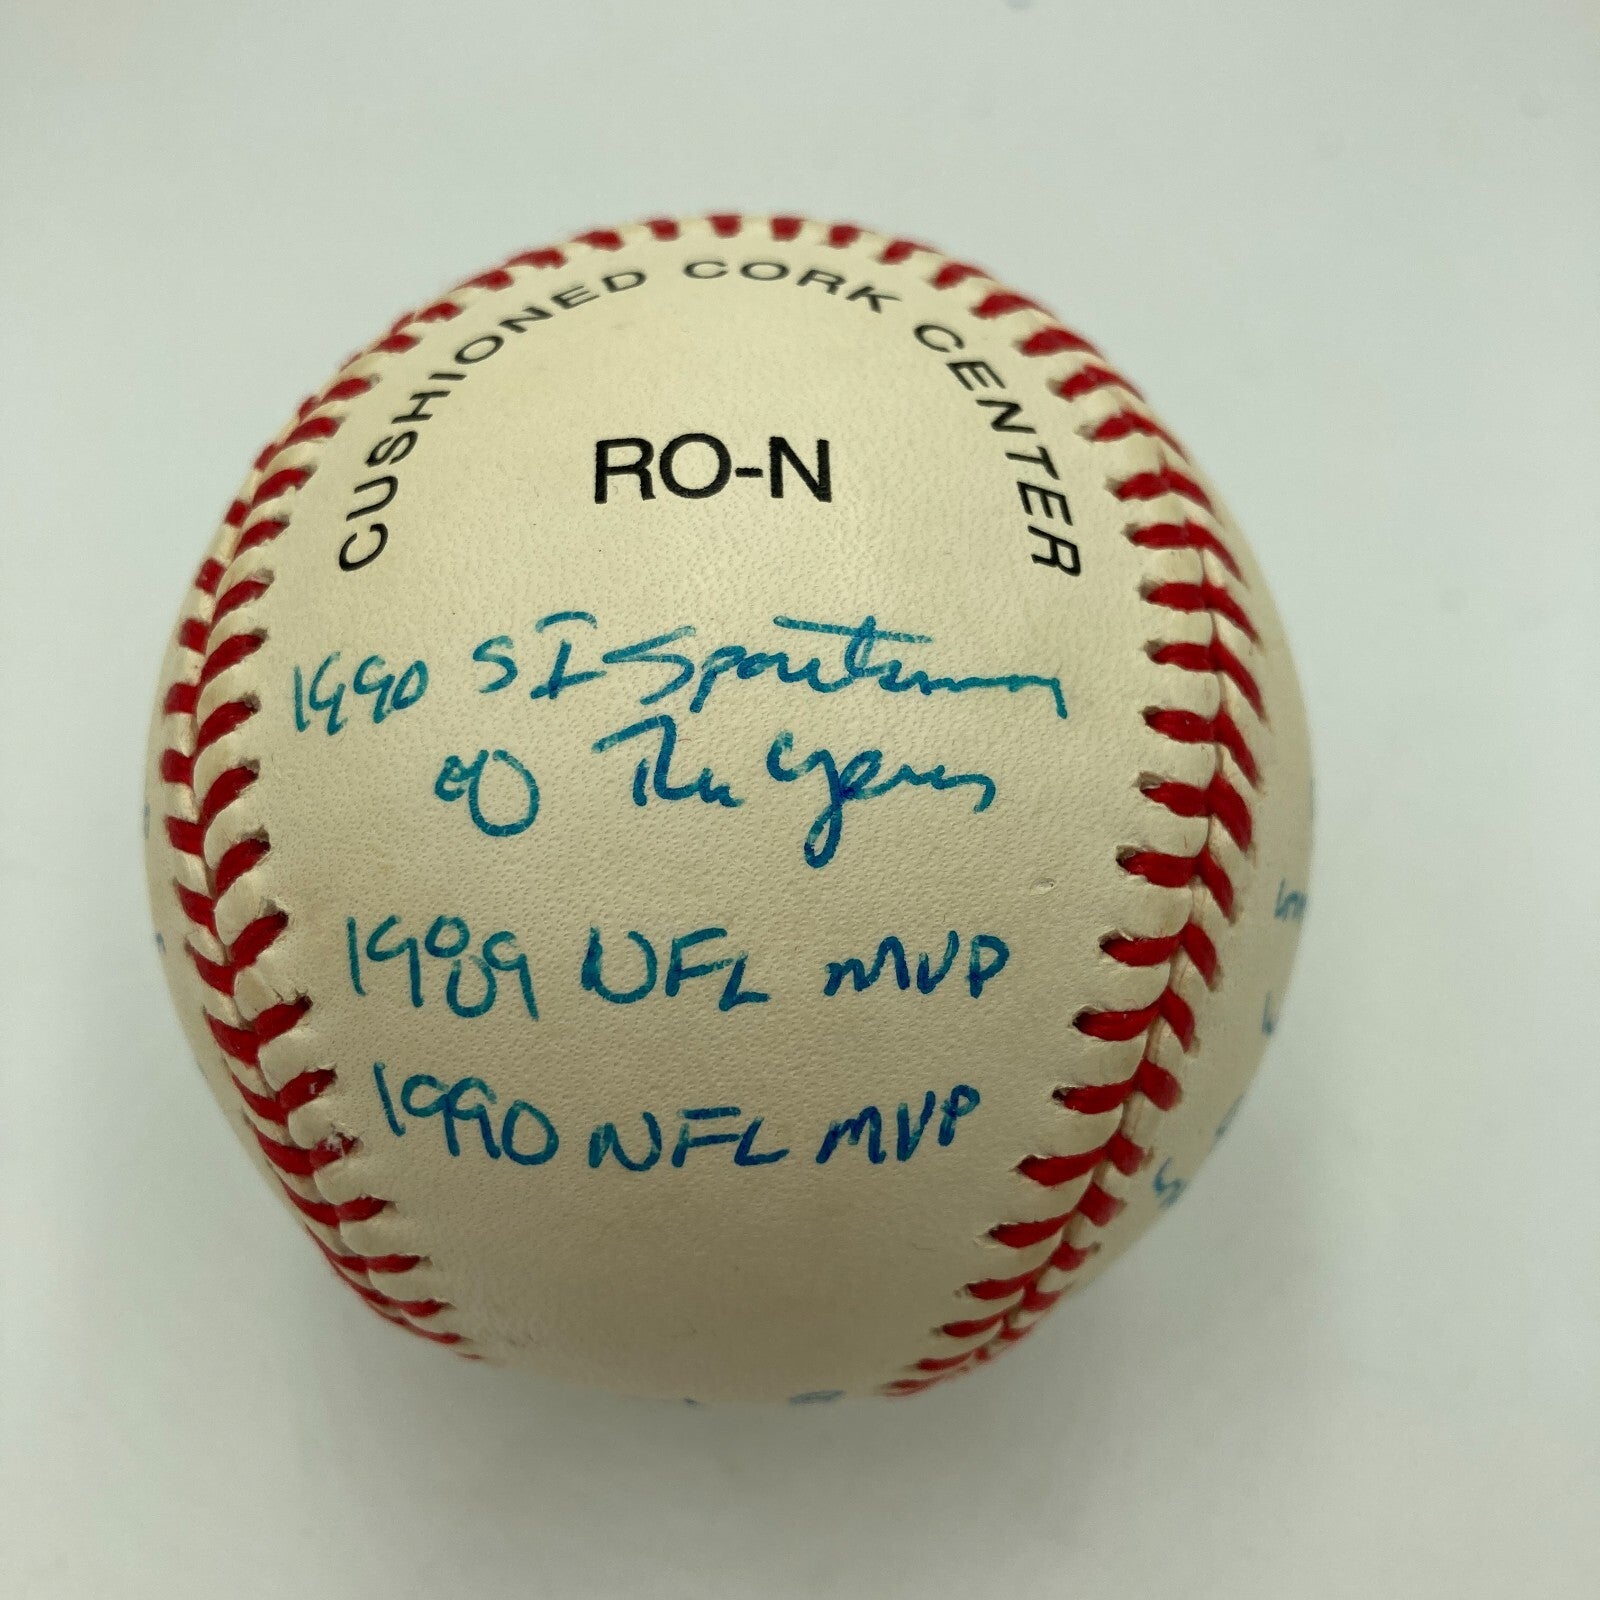 CUSHIONED CORK CENTER
RO-N
1990 SI Sportsman
of The Year
1989 NFL MVP
1990 NFL MVP